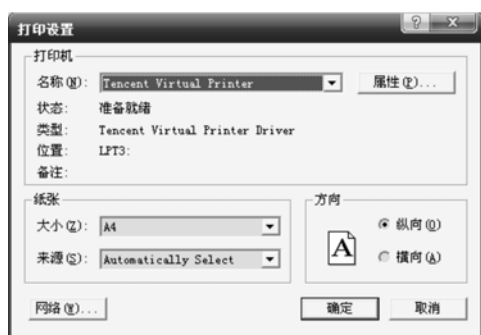 打印设置
打印机
名称(N): Tencent Virtual Printer 属性(P)...
状态: 准备就绪
类型: Tencent Virtual Printer Driver
位置: LPT3:
备注:
纸张
大小(Z): A4
来源(S): Automatically Select
方向
A
纵向(O)
横向(A)
网络(W)... 确定 取消